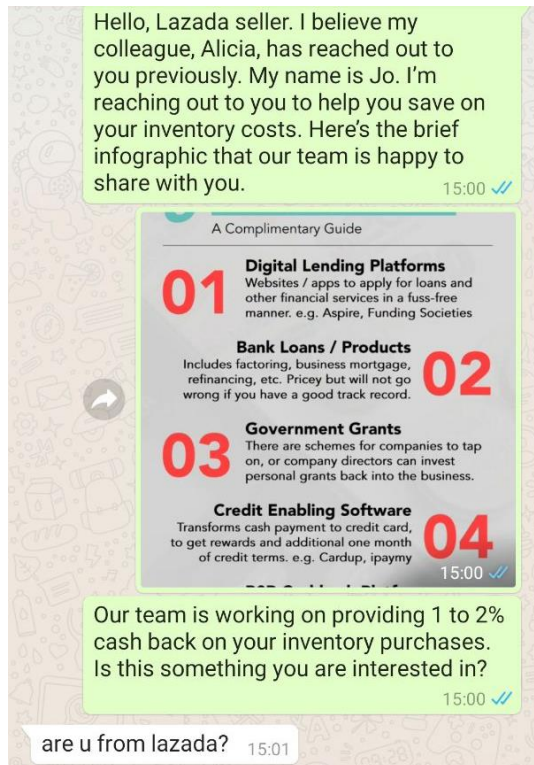 Hello, Lazada seller. I believe my
colleague, Alicia, has reached out to
you previously. My name is Jo. I’m
reaching out to you to help you save on
your inventory costs. Here’s the brief
infographic that our team is happy to
share with you.
15:00
A Complimentary Guide
01
Digital Lending Platforms
Websites / apps to apply for loans and
other financial services in a fuss-free
manner. e.g. Aspire, Funding Societies
Bank Loans / Products
Includes factoring, business mortgage,
refinancing, etc. Pricey but will not go
wrong if you have a good track record.
02
03
Government Grants
There are schemes for companies to tap
on, or company directors can invest
personal grants back into the business.
Credit Enabling Software
Transforms cash payment to credit card,
to get rewards and additional one month
of credit terms. e.g. Cardup, ipaymy
04
15:00
Our team is working on providing 1 to 2%
cash back on your inventory purchases.
Is this something you are interested in?
15:00
are u from lazada?
15:01